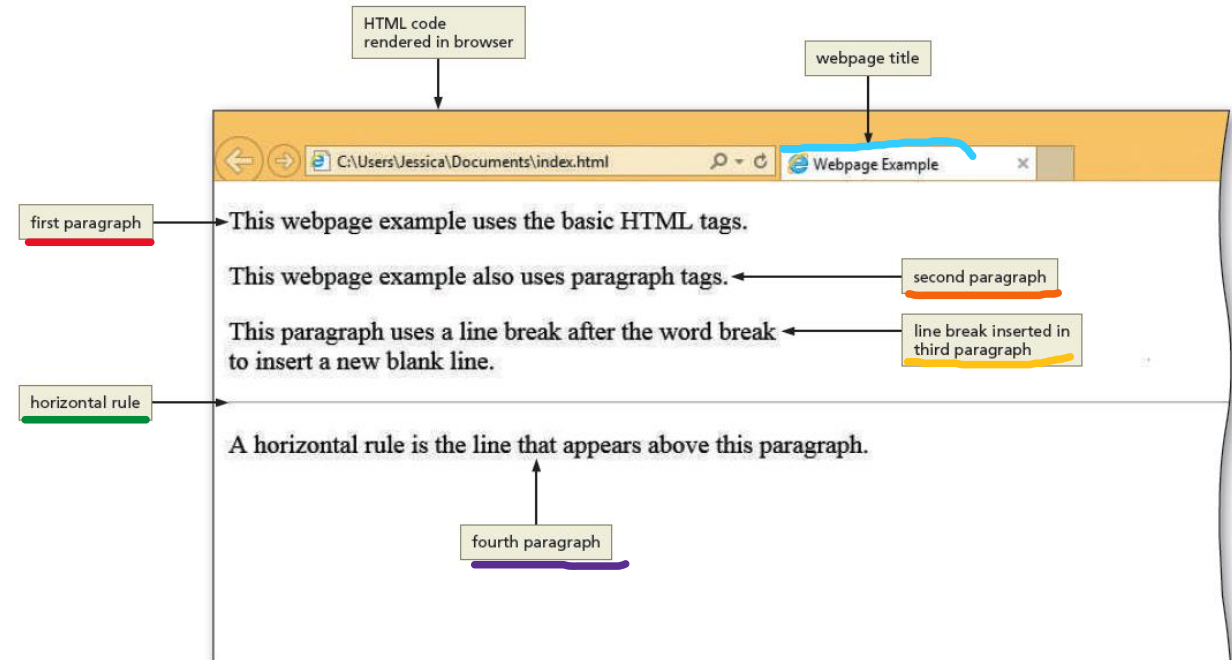 HTML code
rendered in browser
webpage title
C:\Users\Jessica\Documents\index.html
Webpage Example
first paragraph
This webpage example uses the basic HTML tags.
This webpage example also uses paragraph tags.
second paragraph
This paragraph uses a line break after the word break
to insert a new blank line.
line break inserted in
third paragraph
horizontal rule
A horizontal rule is the line that appears above this paragraph.
fourth paragraph